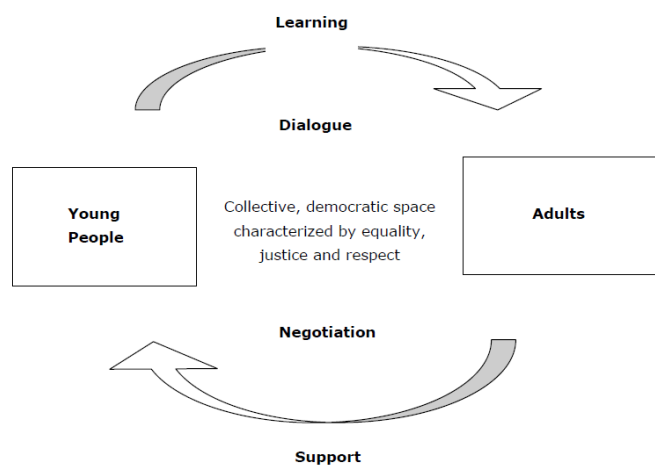 Learning
Dialogue
Young
People
Collective, democratic space
characterized by equality,
justice and respect
Adults
Negotiation
Support